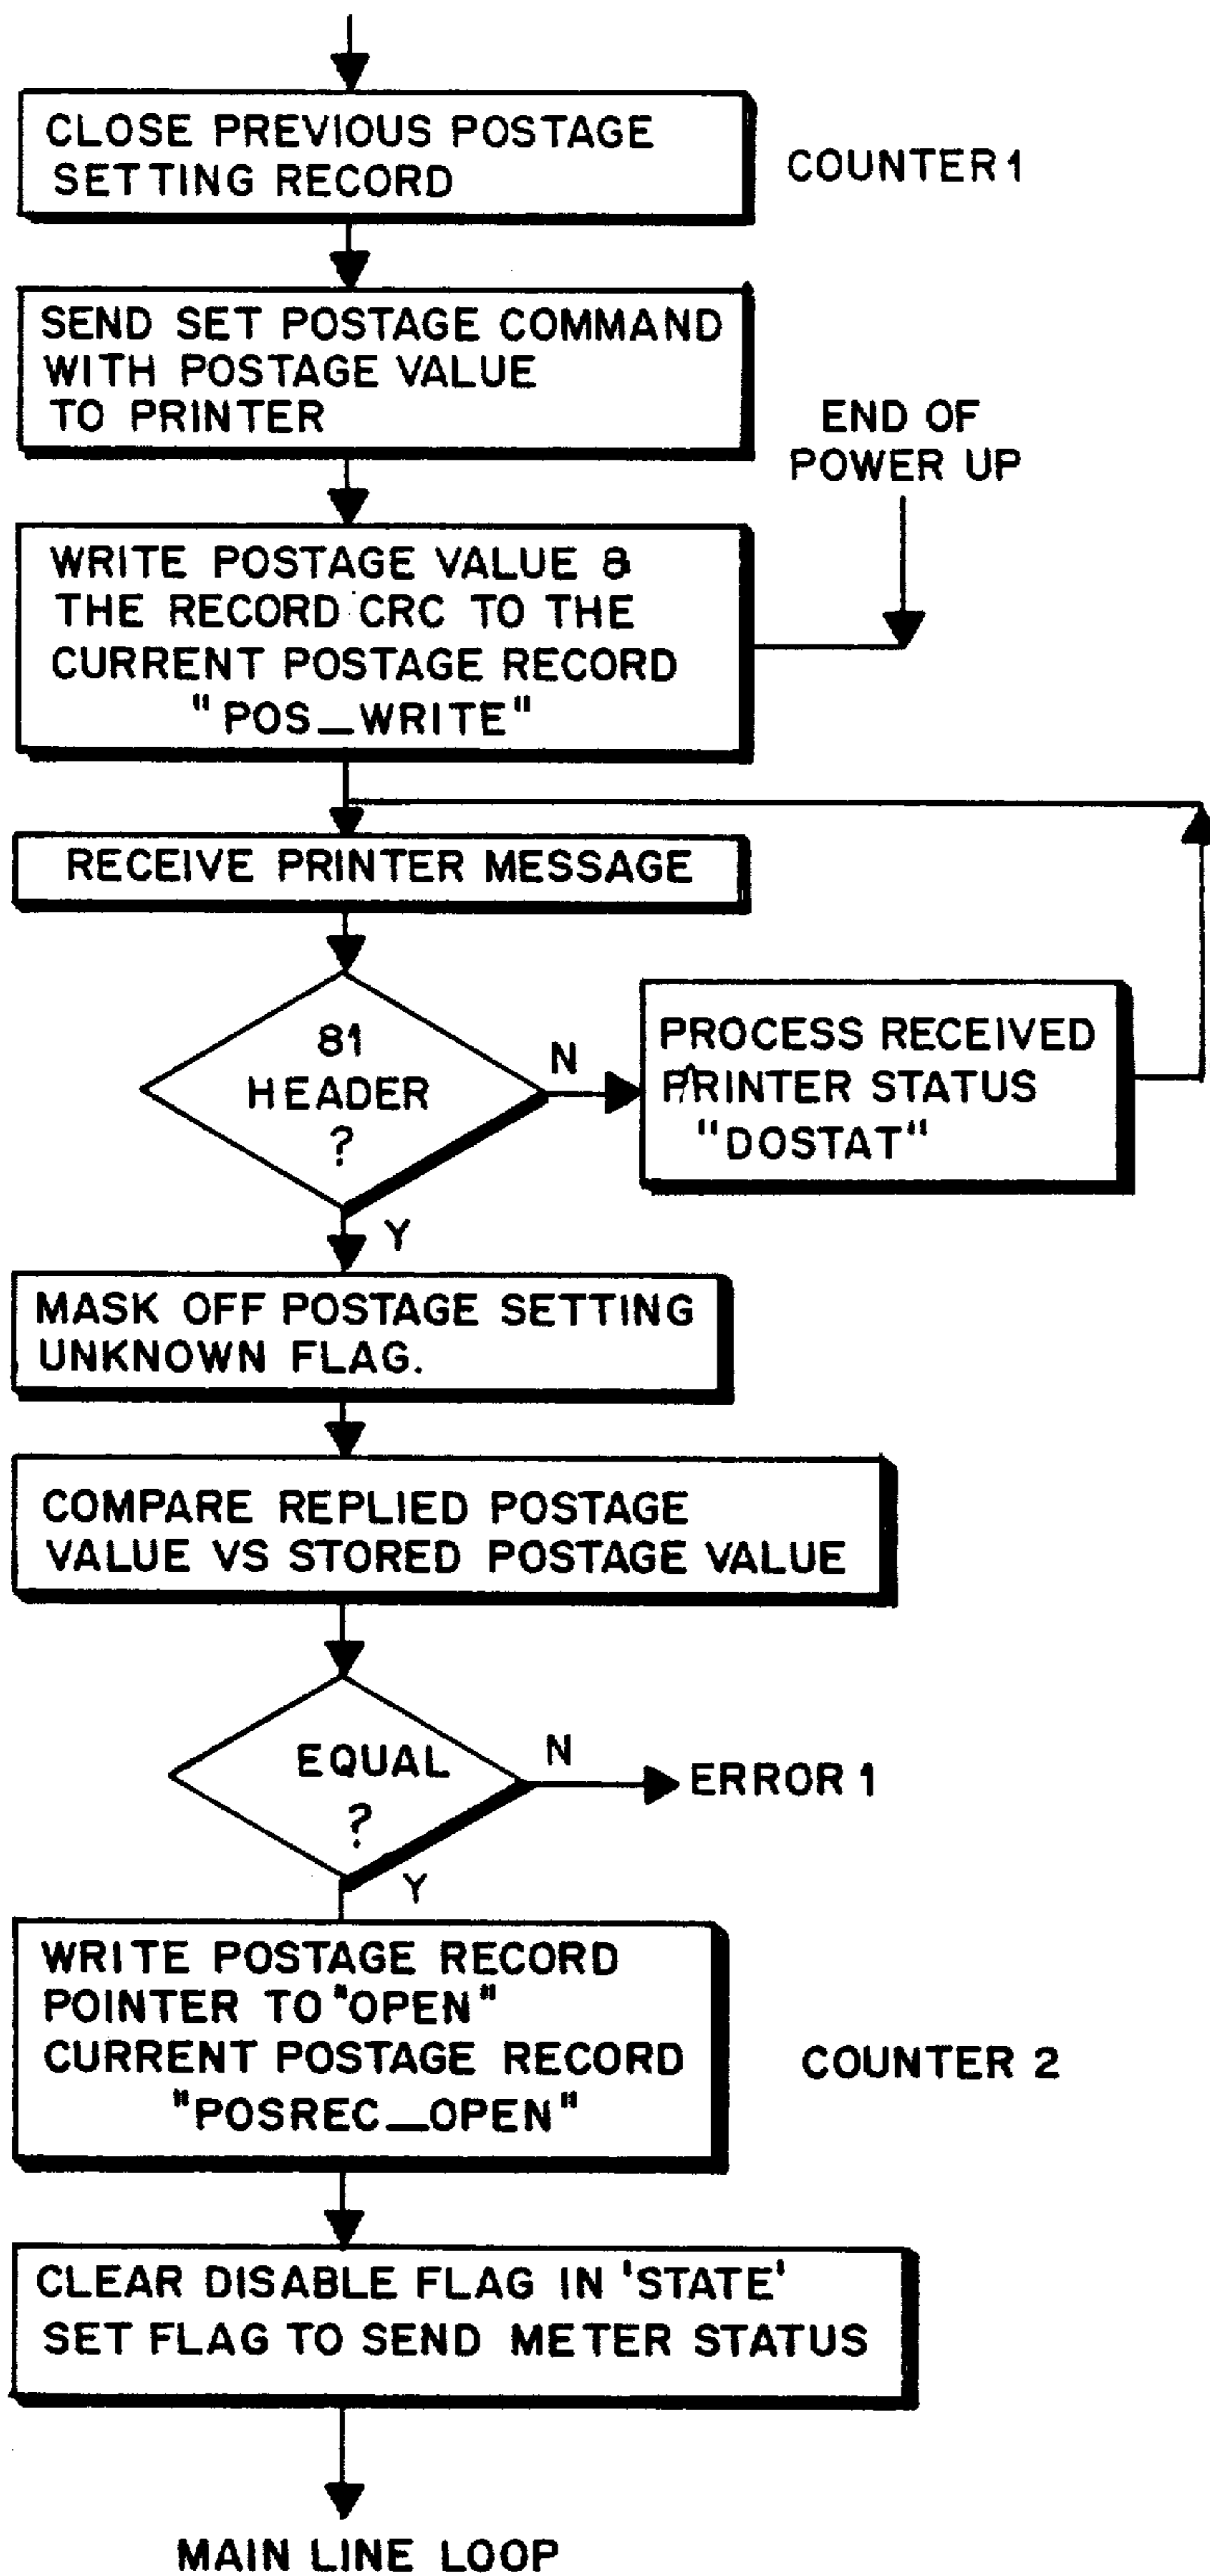 CLOSE PREVIOUS POSTAGE
SETTING RECORD
COUNTER 1
SEND SET POSTAGE COMMAND
WITH POSTAGE VALUE
TO PRINTER
END OF
POWER UP
WRITE POSTAGE VALUE &
THE RECORD CRC TO THE
CURRENT POSTAGE RECORD
"POS_WRITE"
RECEIVE PRINTER MESSAGE
81
HEADER
?
N
PROCESS RECEIVED
PRINTER STATUS
"DOSTAT"
Y
MASK OFF POSTAGE SETTING
UNKNOWN FLAG.
COMPARE REPLIED POSTAGE
VALUE VS STORED POSTAGE VALUE
EQUAL
?
N
ERROR 1
Y
WRITE POSTAGE RECORD
POINTER TO "OPEN"
CURRENT POSTAGE RECORD
"POSREC_OPEN"
COUNTER 2
CLEAR DISABLE FLAG IN 'STATE'
SET FLAG TO SEND METER STATUS
MAIN LINE LOOP